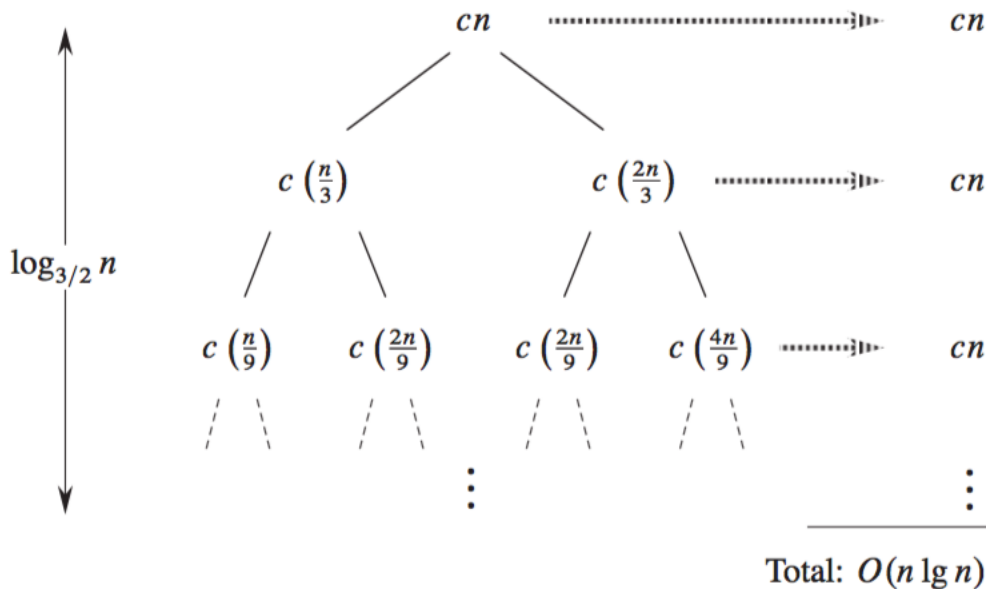 cn cn
c (n/3) c (2n/3) cn
log_{3/2} n
c (n/9) c (2n/9) c (2n/9) c (4n/9) cn
⋮ ⋮
Total: O(n lg n)